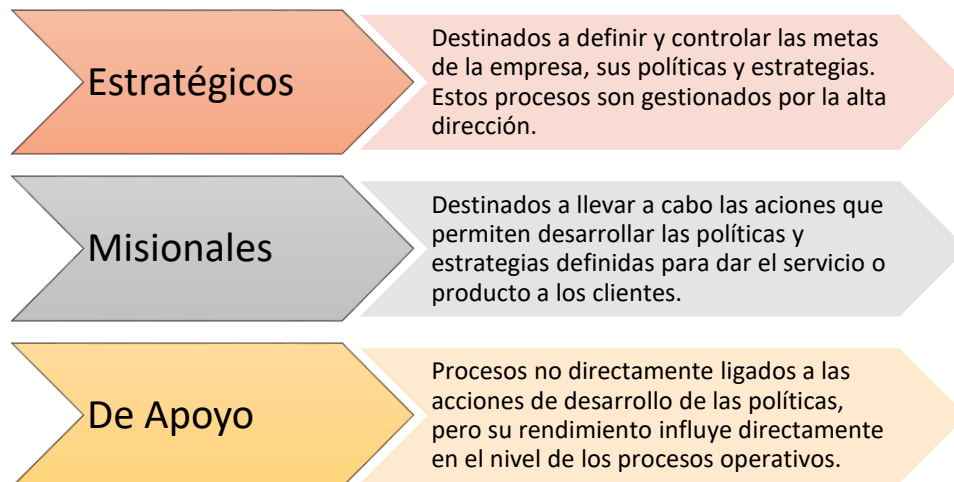 Estratégicos
Destinados a definir y controlar las metas
de la empresa, sus políticas y estrategias.
Estos procesos son gestionados por la alta
dirección.
Misionales
Destinados a llevar a cabo las aciones que
permiten desarrollar las políticas y
estrategias definidas para dar el servicio o
producto a los clientes.
De Apoyo
Procesos no directamente ligados a las
acciones de desarrollo de las políticas,
pero su rendimiento influye directamente
en el nivel de los procesos operativos.